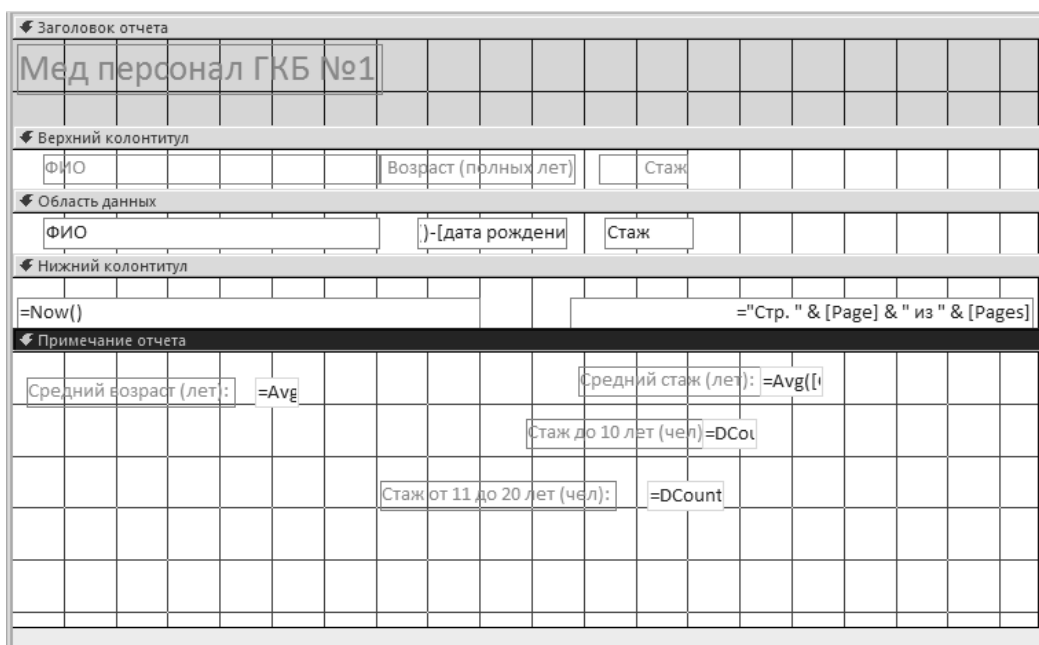 Заголовок отчета
Мед персонал ГКБ №1
Верхний колонтитул
ФИО Возраст (полных лет) Стаж
Область данных
ФИО )-[дата рождени Стаж
Нижний колонтитул
=Now() ="Стр. " & [Page] & " из " & [Pages]
Примечание отчета
Средний возраст (лет): =Avg Средний стаж (лет): =Avg([
Стаж до 10 лет (чел) =DCou
Стаж от 11 до 20 лет (чел): =DCount